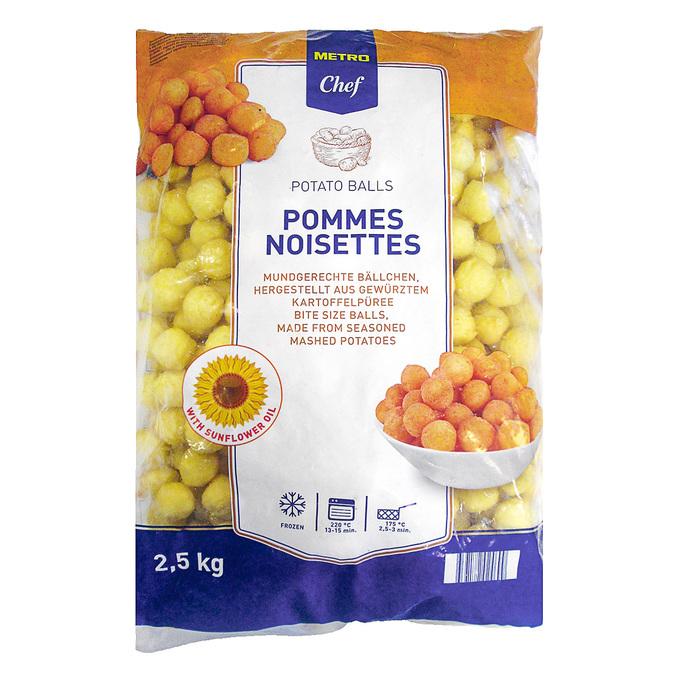 METRO
Chef
POTATO BALLS
POMMES
NOISETTES
MUNDGERECHTE BÄLLCHEN,
HERGESTELLT AUS GEWÜRZTEM
KARTOFFELPÜREE
BITE SIZE BALLS,
MADE FROM SEASONED
MASHED POTATOES
WITH SUNFLOWER OIL
FROZEN
220 °C
13-15 min.
175 °C
2,5-3 min.
2,5 kg